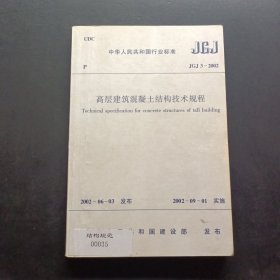 UDC
中华人民共和国行业标准
JGJ
P
JGJ 3-2002
高层建筑混凝土结构技术规程
Technical specification for concrete structures of tall building
2002-06-03 发布
2002-09-01 实施
结构规范
00035
和国建设部 发布